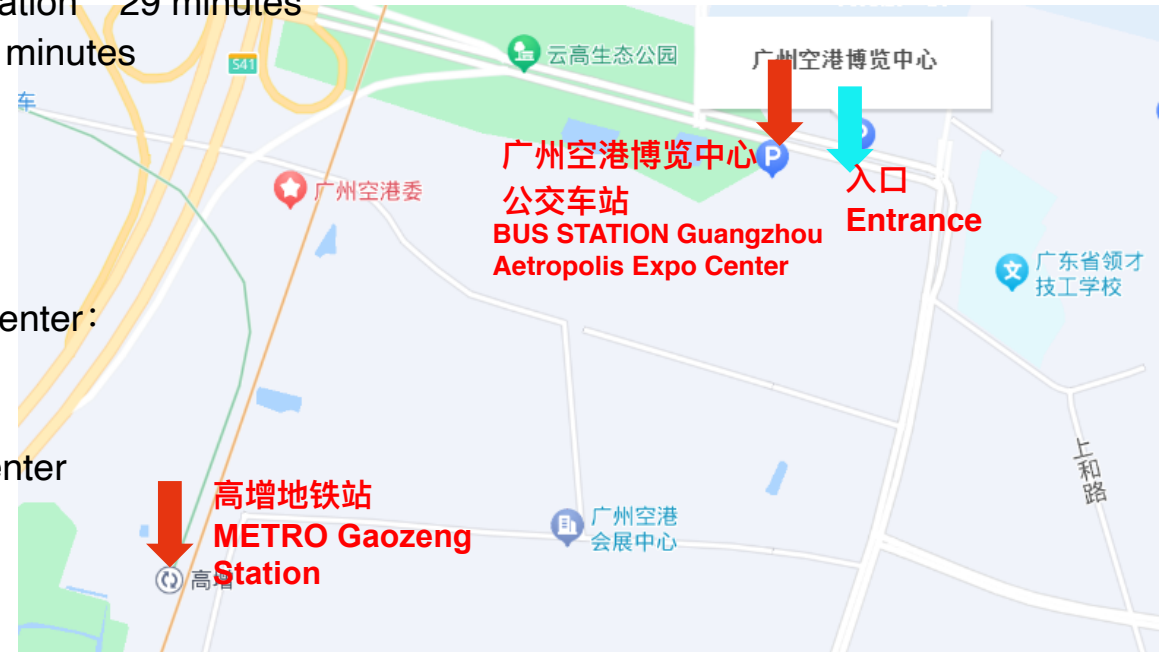 ation 29 minutes
minutes
S41
云高生态公园
广州空港博览中心
车
广州空港博览中心
公交车站
BUS STATION Guangzhou
Aetropolis Expo Center
P
入口
Entrance
广州空港委
文
广东省领才
技工学校
enter：
enter
高增地铁站
METRO Gaozeng
Station
高增
广州空港
会展中心
上和路